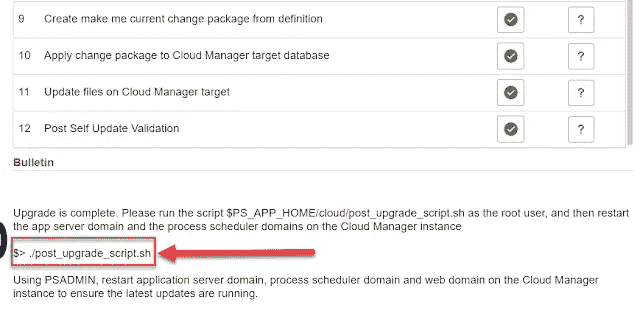 9 Create make me current change package from definition ?
10 Apply change package to Cloud Manager target database ?
11 Update files on Cloud Manager target ?
12 Post Self Update Validation ?
Bulletin
Upgrade is complete. Please run the script $PS_APP_HOME/cloud/post_upgrade_script.sh as the root user, and then restart
the app server domain and the process scheduler domains on the Cloud Manager instance
$> ./post_upgrade_script.sh
Using PSADMIN, restart application server domain, process scheduler domain and web domain on the Cloud Manager
instance to ensure the latest updates are running.